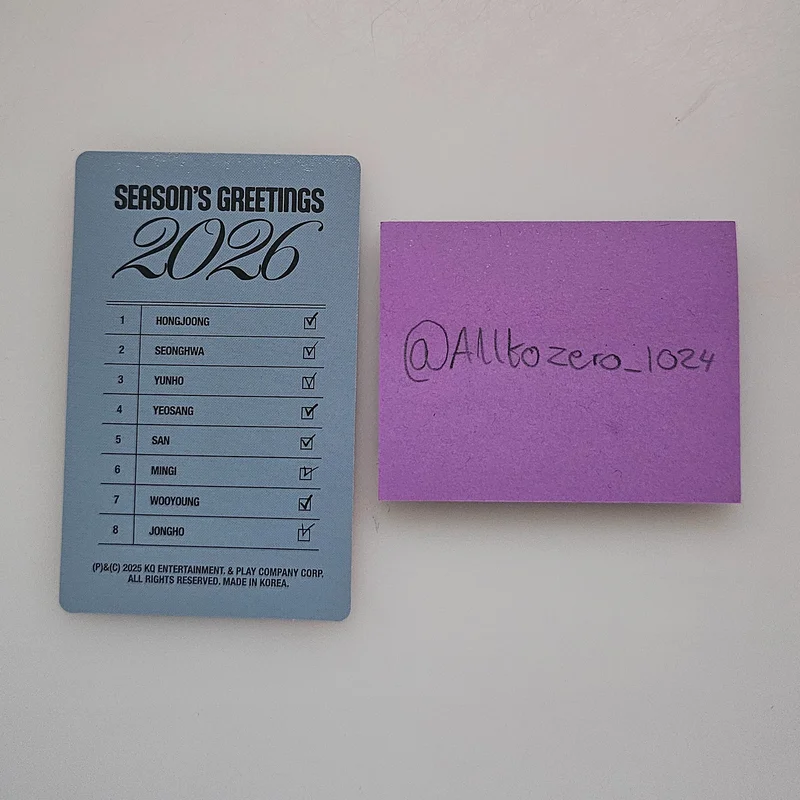 SEASON'S GREETINGS
2026
1 HONGJOONG
2 SEONGHWA
3 YUNHO
4 YEOSANG
5 SAN
6 MINGI
7 WOOYOUNG
8 JONGHO
(P)&(C) 2025 KQ ENTERTAINMENT. & PLAY COMPANY CORP.
ALL RIGHTS RESERVED. MADE IN KOREA.
@Alltozero_1024